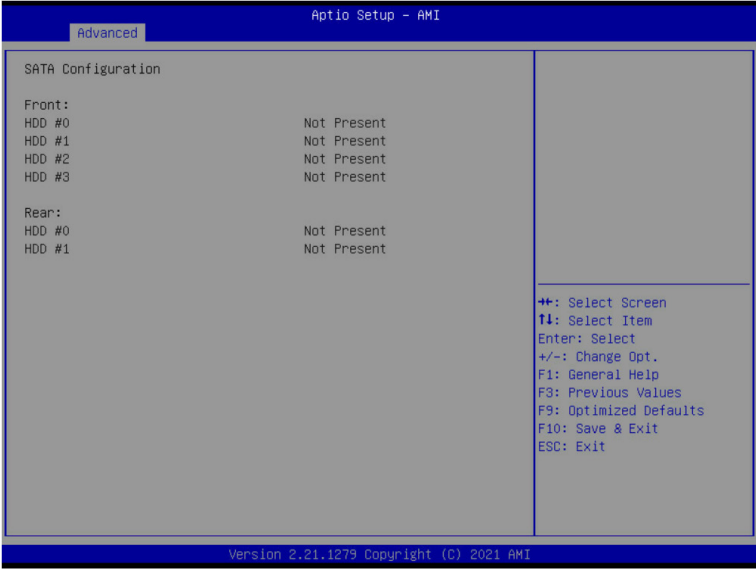 Aptio Setup – AMI
Advanced
SATA Configuration
Front:
HDD #0 Not Present
HDD #1 Not Present
HDD #2 Not Present
HDD #3 Not Present
Rear:
HDD #0 Not Present
HDD #1 Not Present
→←: Select Screen
↑↓: Select Item
Enter: Select
+/-: Change Opt.
F1: General Help
F3: Previous Values
F9: Optimized Defaults
F10: Save & Exit
ESC: Exit
Version 2.21.1279 Copyright (C) 2021 AMI